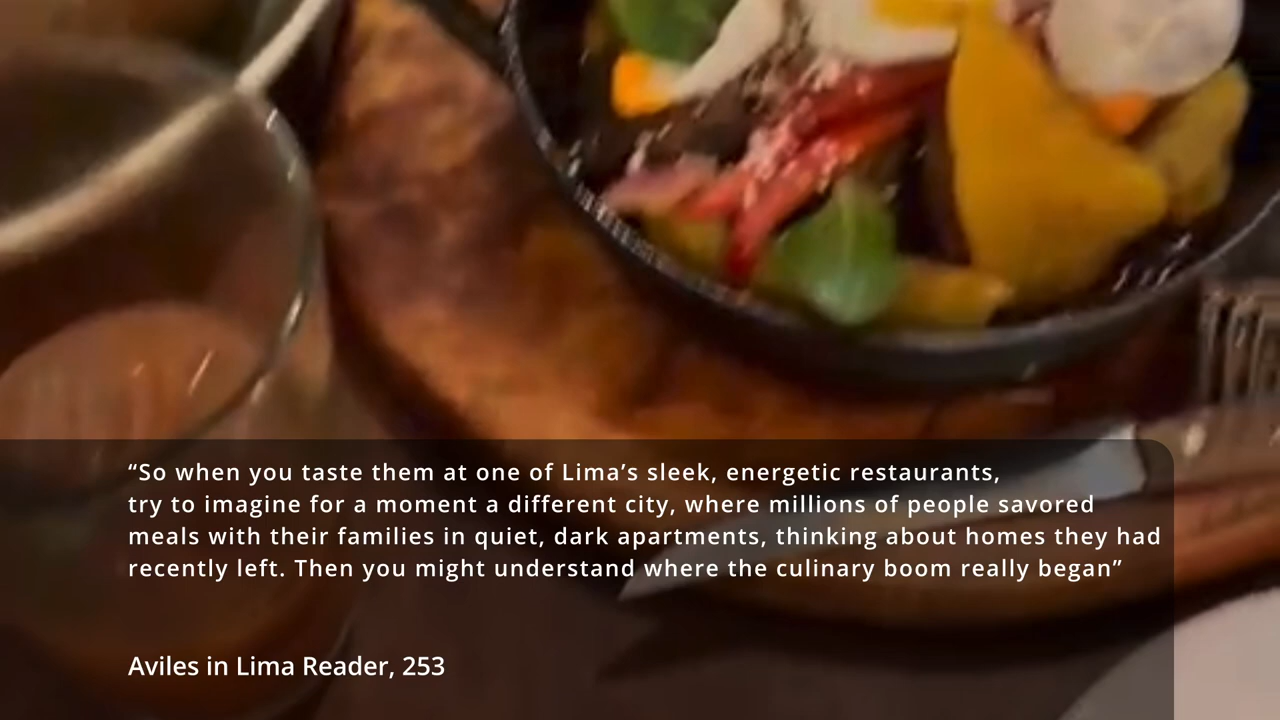 “So when you taste them at one of Lima’s sleek, energetic restaurants,
try to imagine for a moment a different city, where millions of people savored
meals with their families in quiet, dark apartments, thinking about homes they had
recently left. Then you might understand where the culinary boom really began”
Aviles in Lima Reader, 253